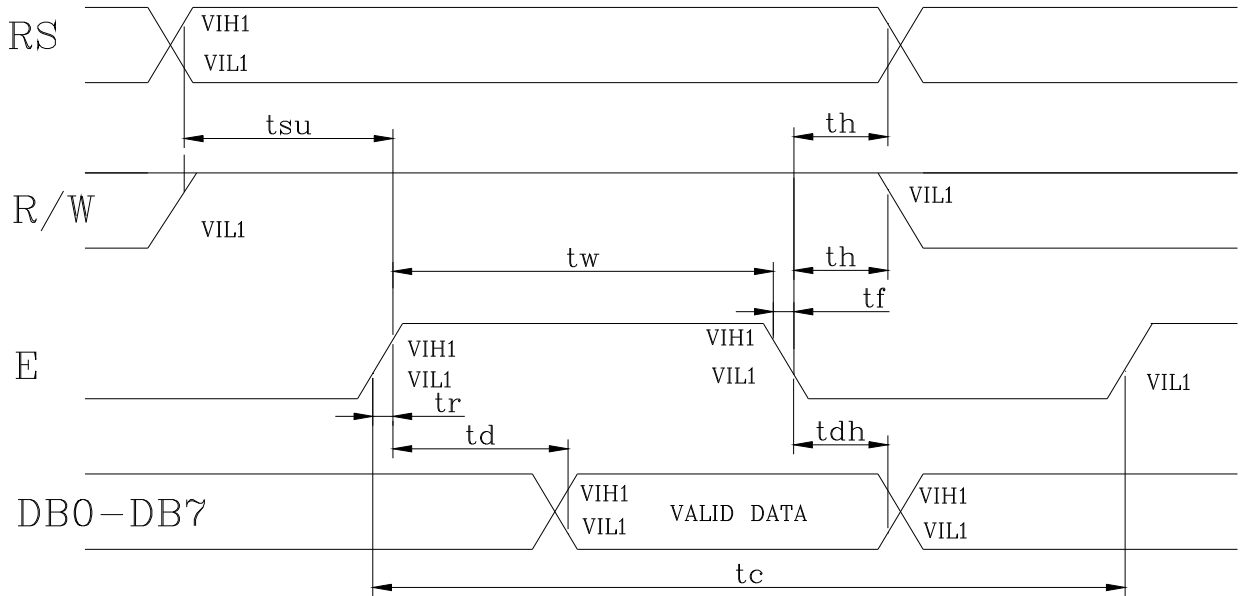 RS
VIH1
VIL1
tsu
th
R/W
VIL1
VIL1
tw
th
tf
E
VIH1
VIL1
VIH1
VIL1
VIL1
tr
td
tdh
DB0-DB7
VIH1
VIL1
VALID DATA
VIH1
VIL1
tc